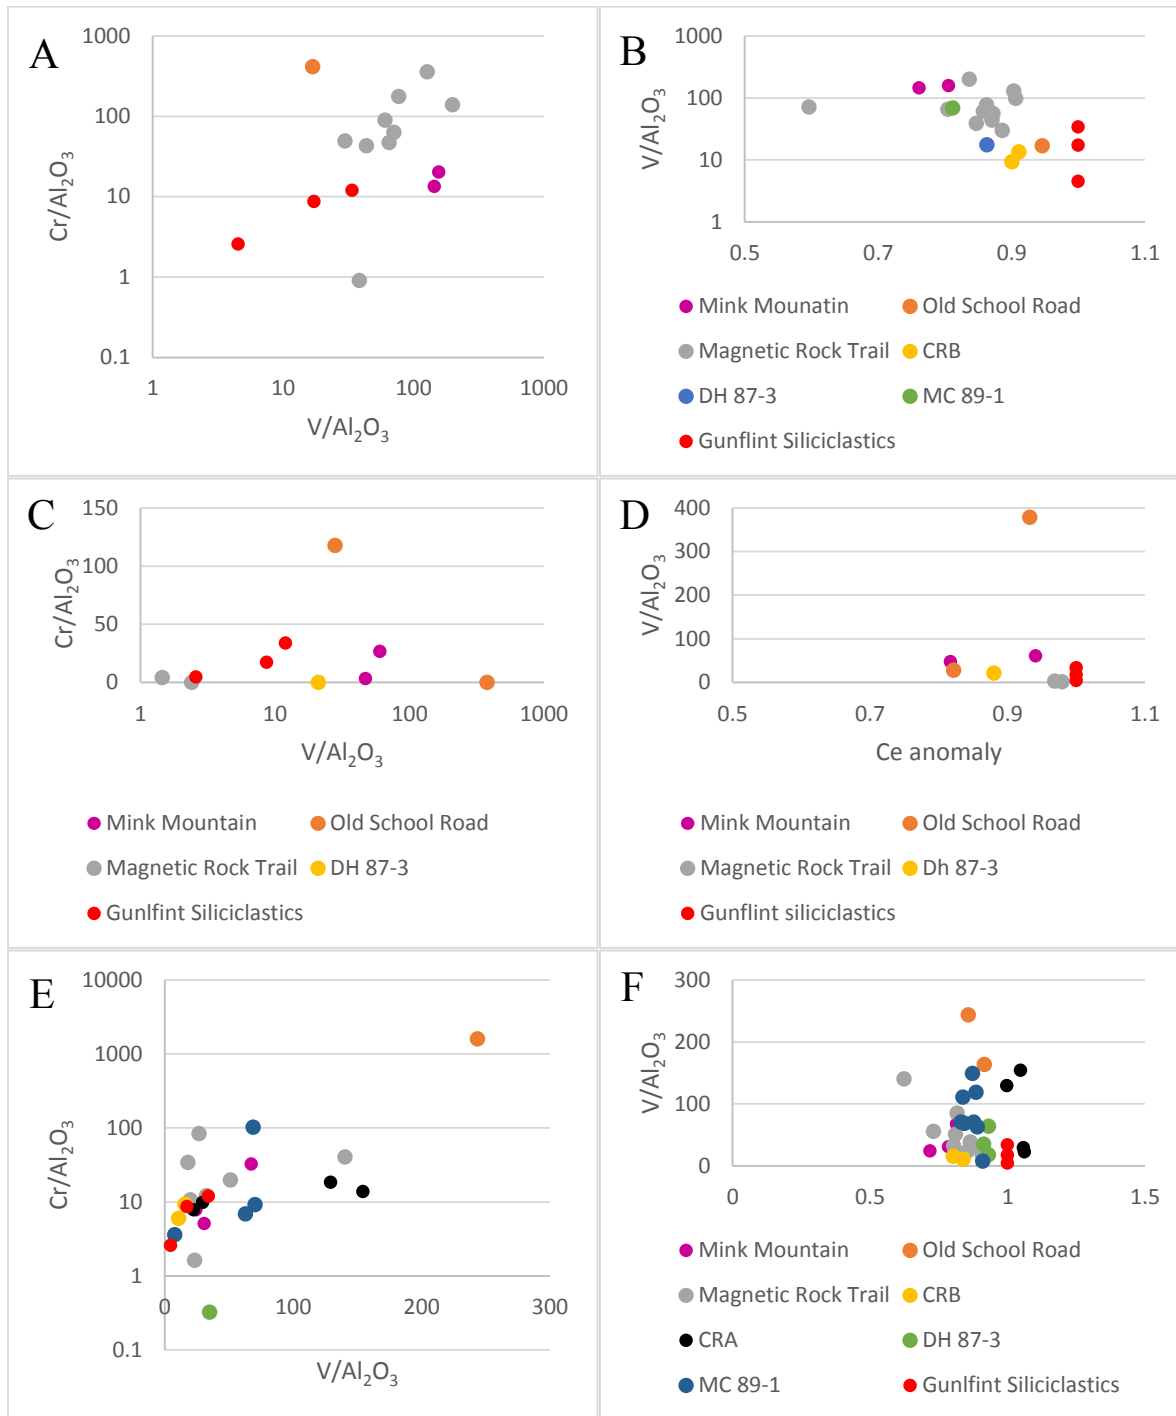 A
1000
100
10
1
0.1
Cr/Al2O3
1 10 100 1000
V/Al2O3
B
1000
100
10
1
V/Al2O3
0.5 0.7 0.9 1.1
Mink Mounatin Old School Road
Magnetic Rock Trail CRB
DH 87-3 MC 89-1
Gunflint Siliciclastics
C
150
100
50
0
Cr/Al2O3
1 10 100 1000
V/Al2O3
Mink Mountain Old School Road
Magnetic Rock Trail DH 87-3
Gunlfint Siliciclastics
D
400
300
200
100
0
V/Al2O3
0.5 0.7 0.9 1.1
Ce anomaly
Mink Mountain Old School Road
Magnetic Rock Trail Dh 87-3
Gunflint siliciclastics
E
10000
1000
100
10
1
0.1
Cr/Al2O3
0 100 200 300
V/Al2O3
F
300
200
100
0
V/Al2O3
0 0.5 1 1.5
Mink Mountain Old School Road
Magnetic Rock Trail CRB
CRA DH 87-3
MC 89-1 Gunlfint Siliciclastics